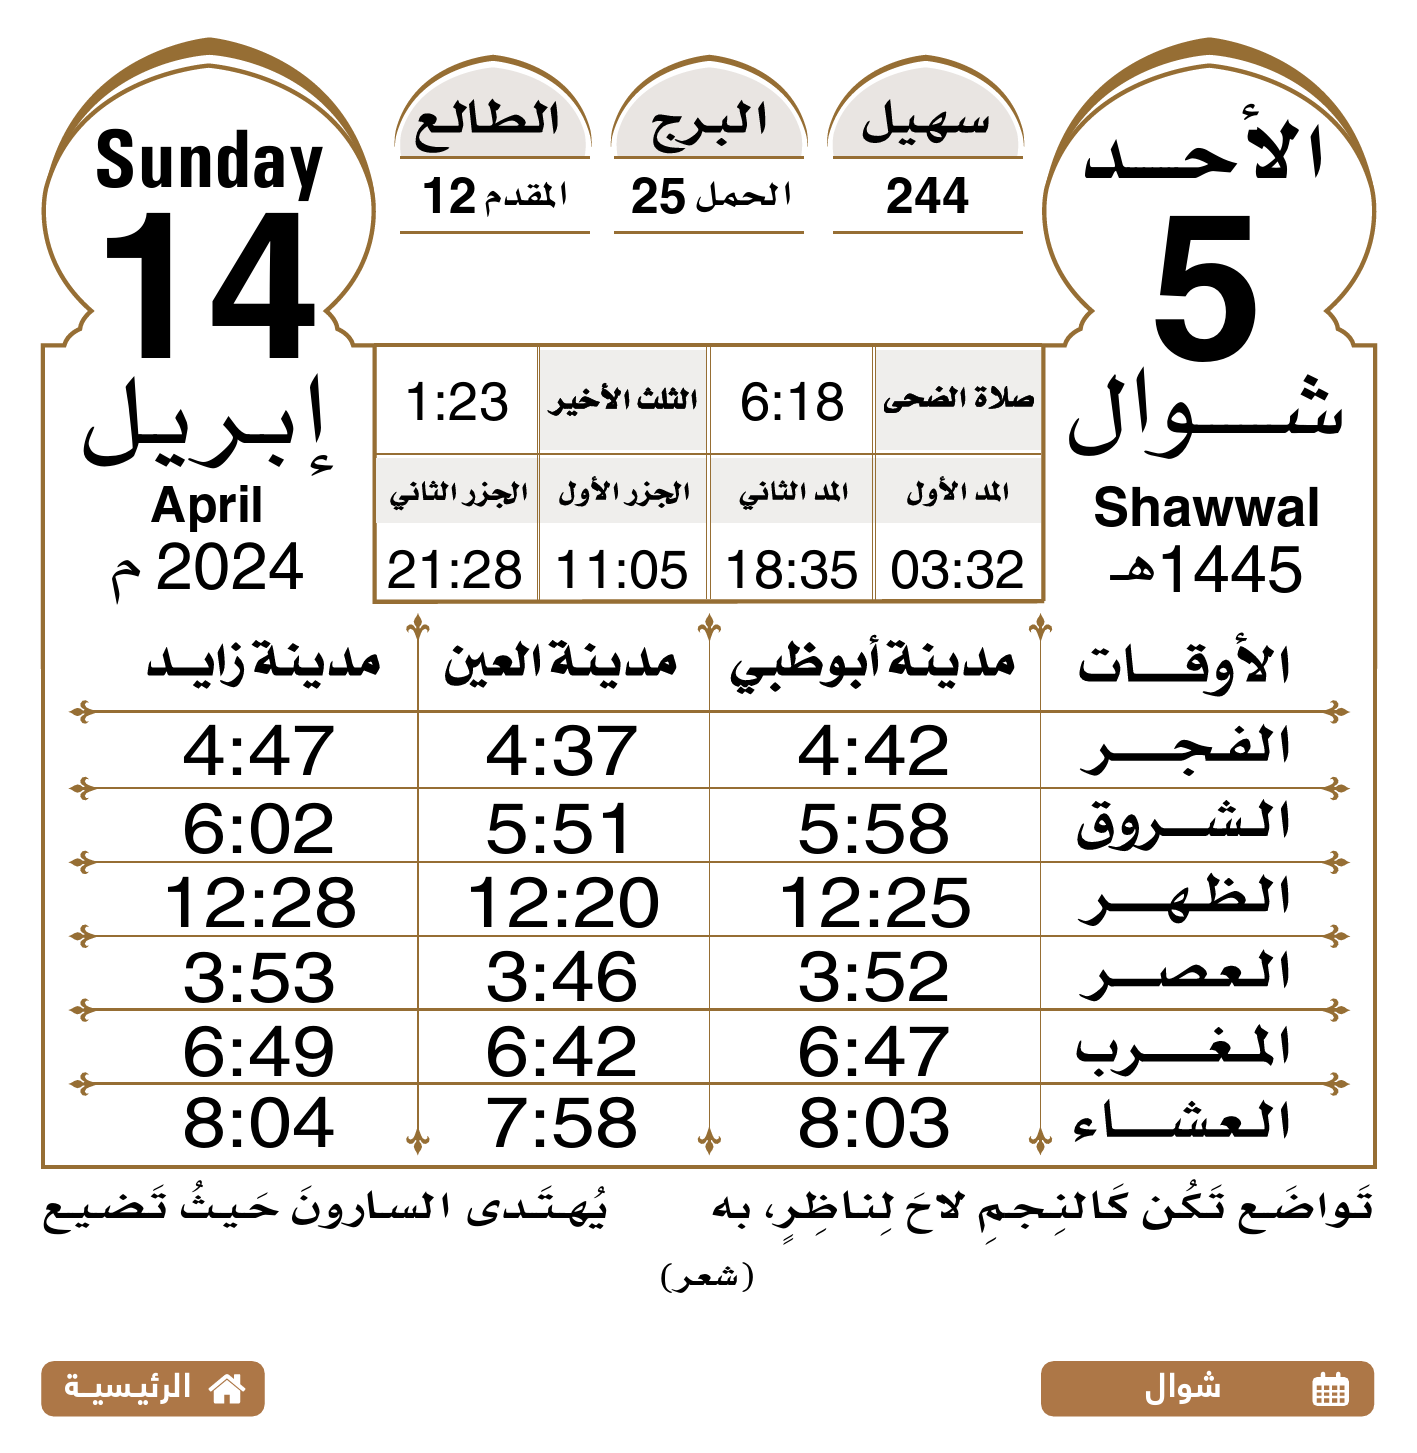 الأحد
5
شوال
Shawwal
1445هـ
سهيل
244
البرج
الحمل 25
الطالع
المقدم 12
Sunday
14
إبريل
April
2024 م
صلاة الضحى 6:18 الثلث الأخير 1:23
المد الأول المد الثاني الجزر الأول الجزر الثاني
03:32 18:35 11:05 21:28
الأوقات مدينة أبوظبي مدينة العين مدينة زايد
الفجر 4:42 4:37 4:47
الشروق 5:58 5:51 6:02
الظهر 12:25 12:20 12:28
العصر 3:52 3:46 3:53
المغرب 6:47 6:42 6:49
العشاء 8:03 7:58 8:04
تَواضَع تَكُن كَالنِجمِ لاحَ لِناظِرٍ، به يُهتَدى السارونَ حَيثُ تَضيع
(شعر)
شوال
الرئيسية